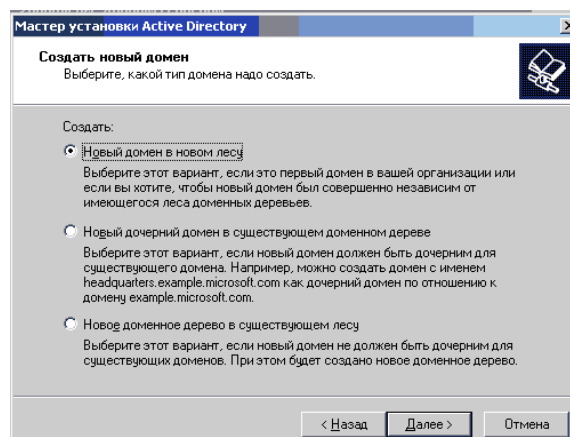 Мастер установки Active Directory
Создать новый домен
Выберите, какой тип домена надо создать.
Создать:
Новый домен в новом лесу
Выберите этот вариант, если это первый домен в вашей организации или
если вы хотите, чтобы новый домен был совершенно независим от
имеющегося леса доменных деревьев.
Новый дочерний домен в существующем доменном дереве
Выберите этот вариант, если новый домен должен быть дочерним для
существующего домена. Например, можно создать домен с именем
headquarters.example.microsoft.com как дочерний домен по отношению к
домену example.microsoft.com.
Новое доменное дерево в существующем лесу
Выберите этот вариант, если новый домен не должен быть дочерним для
существующих доменов. При этом будет создано новое доменное дерево.
< Назад Далее > Отмена